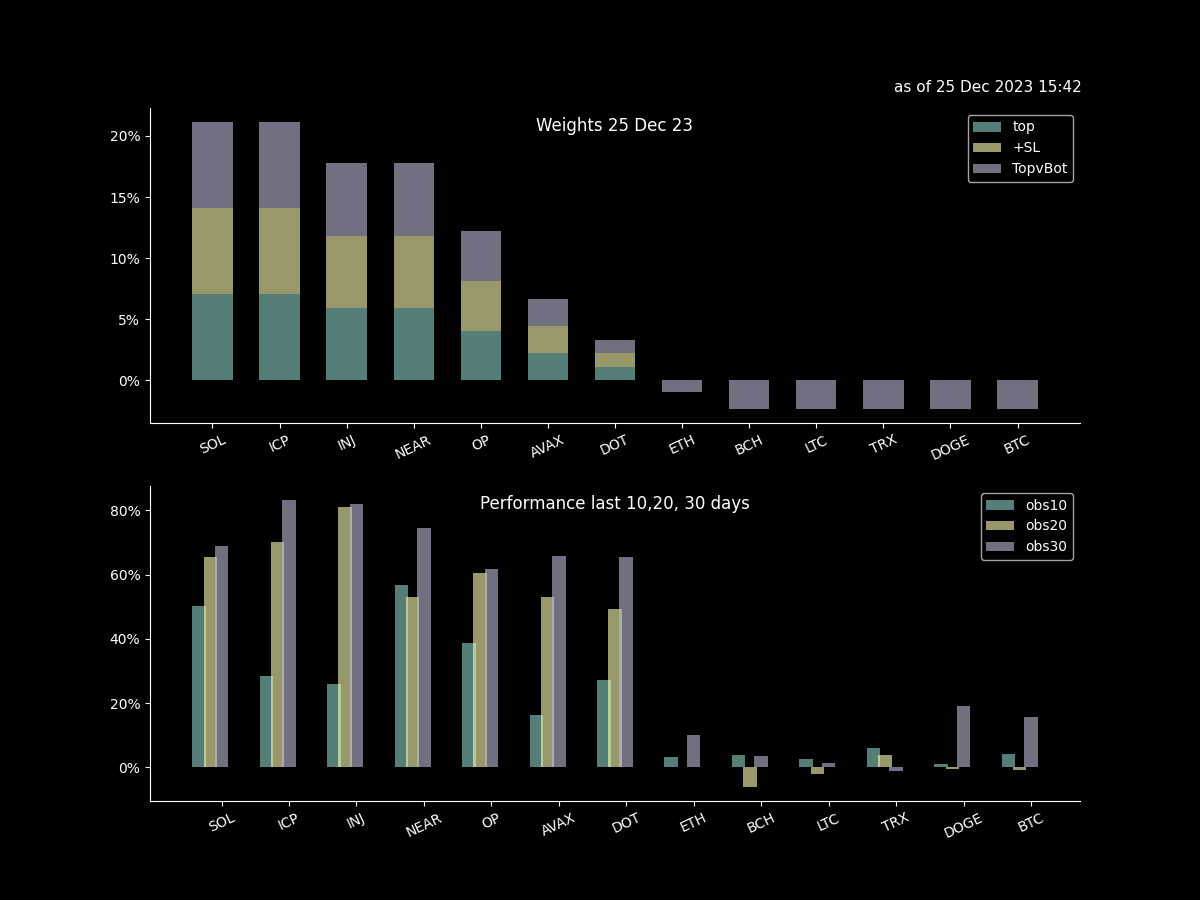 as of 25 Dec 2023 15:42
Weights 25 Dec 23
top
+SL
TopvBot
20%
15%
10%
5%
0%
SOL ICP INJ NEAR OP AVAX DOT ETH BCH LTC TRX DOGE BTC
Performance last 10,20, 30 days
obs10
obs20
obs30
80%
60%
40%
20%
0%
SOL ICP INJ NEAR OP AVAX DOT ETH BCH LTC TRX DOGE BTC